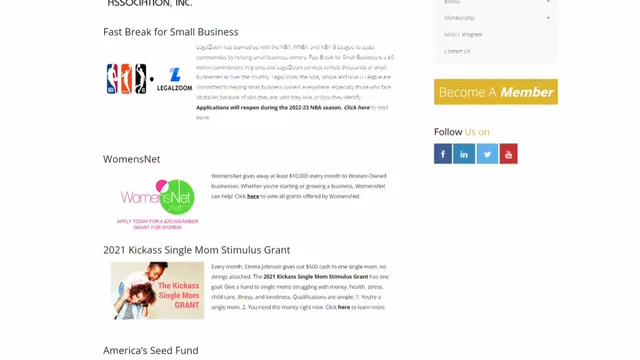 ASSOCIATION, INC.
Fast Break for Small Business
LegalZoom has teamed up with the NBA, WNBA, and NBA G League to assist
communities by helping small business owners. Fast Break for Small Business is a $6
million commitment in grants and LegalZoom services to help thousands of small
businesses all over the country. LegalZoom, the NBA, WNBA and NBA G League are
committed to helping small business owners everywhere, especially those who face
obstacles because of who they are, who they love, or how they identify.
Applications will reopen during the 2022-23 NBA season. Click here to read
more.
LEGALZOOM
WomensNet
WomensNet gives away at least $10,000 every month to Women-Owned
businesses. Whether you're starting or growing a business, WomensNet
can help! Click here to view all grants offered by WomensNet.
WomensNet
.net
APPLY TODAY FOR A $25,000 AMBER
GRANT FOR WOMEN!
2021 Kickass Single Mom Stimulus Grant
The Kickass
Single Mom
GRANT
Every month, Emma Johnson gives out $500 cash to one single mom, no
strings attached. The 2021 Kickass Single Mom Stimulus Grant has one
goal: Give a hand to single moms struggling with money, health, stress,
child care, illness, and loneliness. Qualifications are simple: 1. You're a
single mom. 2. You need the money right now. Click here to learn more
America's Seed Fund
Events
Membership
Contact Us
Become A Member
Follow Us on